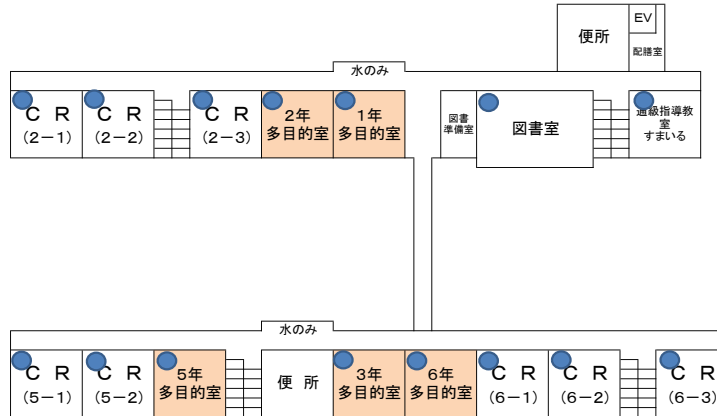 EV
便所
配膳室
水のみ
C R
(2-1)
C R
(2-2)
C R
(2-3)
2年
多目的室
1年
多目的室
図書
準備室
図書室
通級指導教
室
すまいる
水のみ
C R
(5-1)
C R
(5-2)
5年
多目的室
便 所
3年
多目的室
6年
多目的室
C R
(6-1)
C R
(6-2)
C R
(6-3)